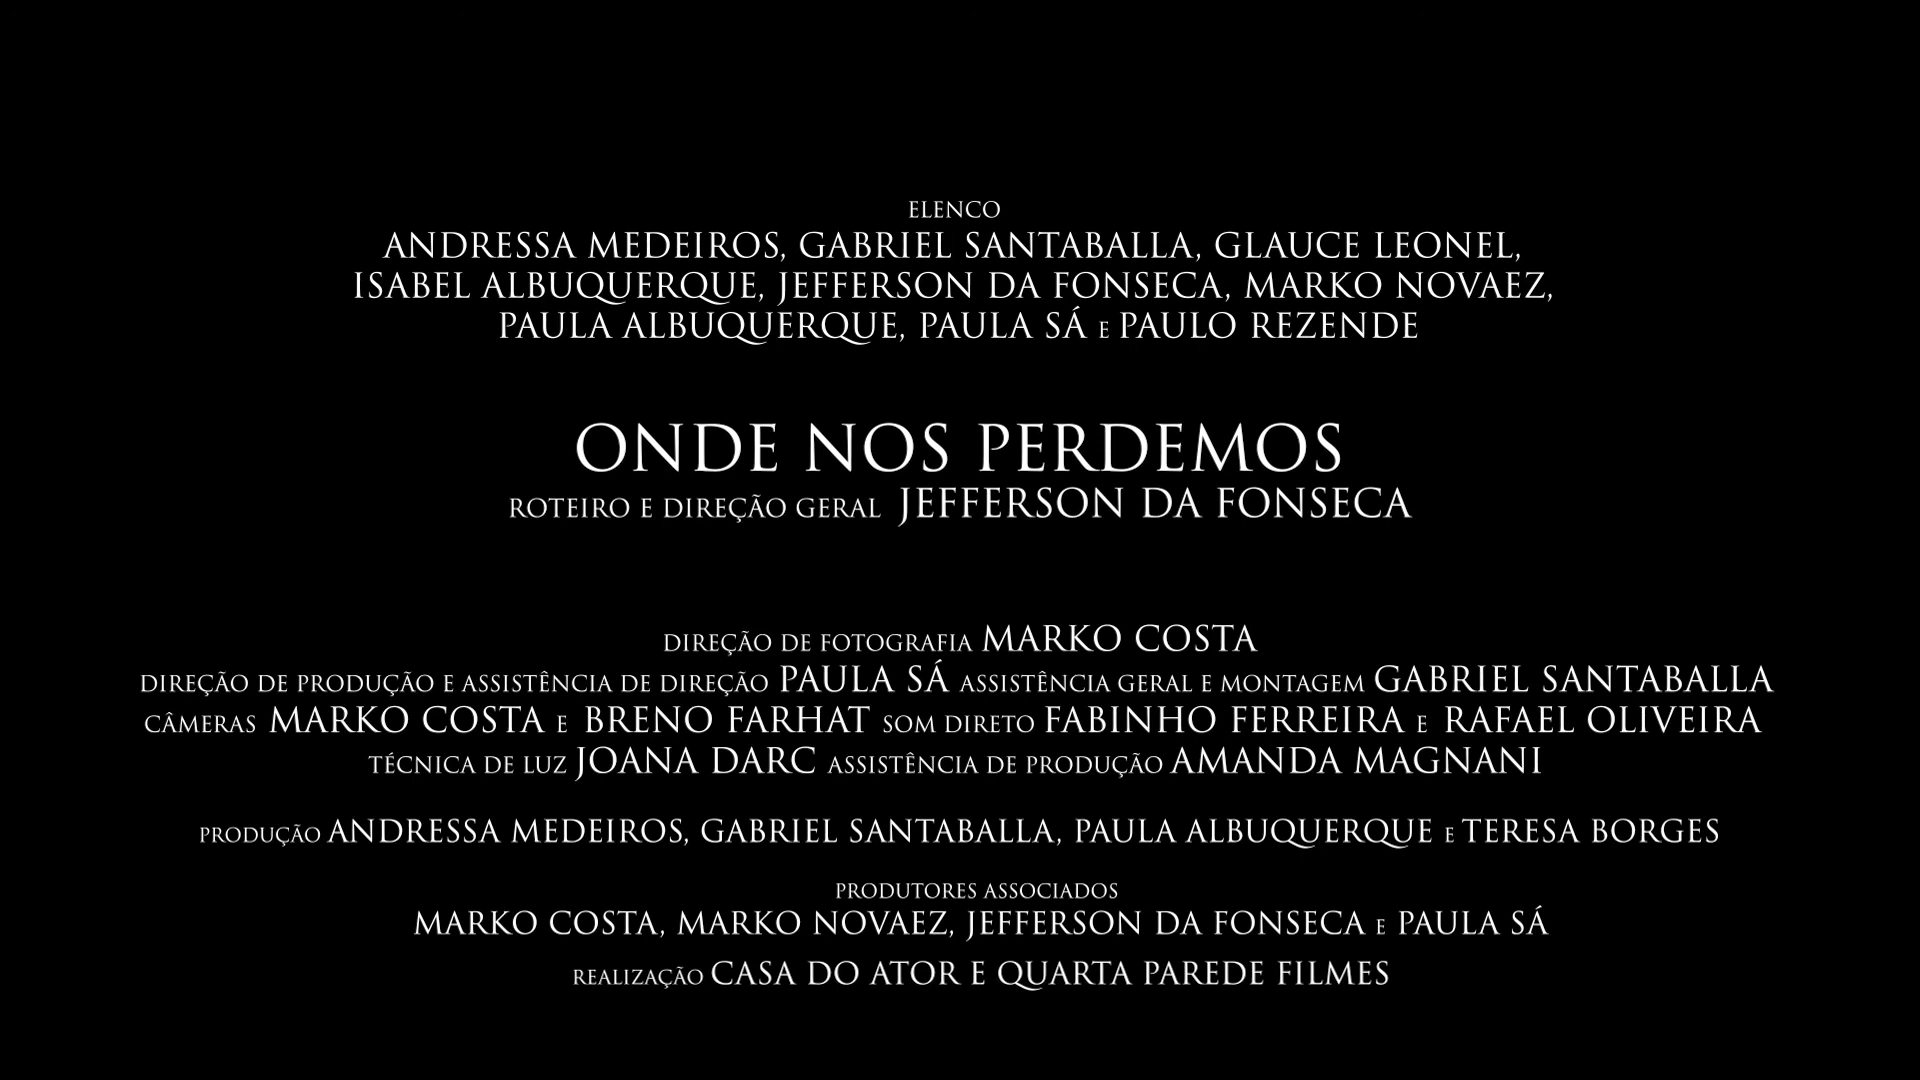 ELENCO
ANDRESSA MEDEIROS, GABRIEL SANTABALLA, GLAUCE LEONEL,
ISABEL ALBUQUERQUE, JEFFERSON DA FONSECA, MARKO NOVAEZ,
PAULA ALBUQUERQUE, PAULA SÁ E PAULO REZENDE
ONDE NOS PERDEMOS
ROTEIRO E DIREÇÃO GERAL JEFFERSON DA FONSECA
DIREÇÃO DE FOTOGRAFIA MARKO COSTA
DIREÇÃO DE PRODUÇÃO E ASSISTÊNCIA DE DIREÇÃO PAULA SÁ ASSISTÊNCIA GERAL E MONTAGEM GABRIEL SANTABALLA
CÂMERAS MARKO COSTA E BRENO FARHAT SOM DIRETO FABINHO FERREIRA E RAFAEL OLIVEIRA
TÉCNICA DE LUZ JOANA DARC ASSISTÊNCIA DE PRODUÇÃO AMANDA MAGNANI
PRODUÇÃO ANDRESSA MEDEIROS, GABRIEL SANTABALLA, PAULA ALBUQUERQUE E TERESA BORGES
PRODUTORES ASSOCIADOS
MARKO COSTA, MARKO NOVAEZ, JEFFERSON DA FONSECA E PAULA SÁ
REALIZAÇÃO CASA DO ATOR E QUARTA PAREDE FILMES